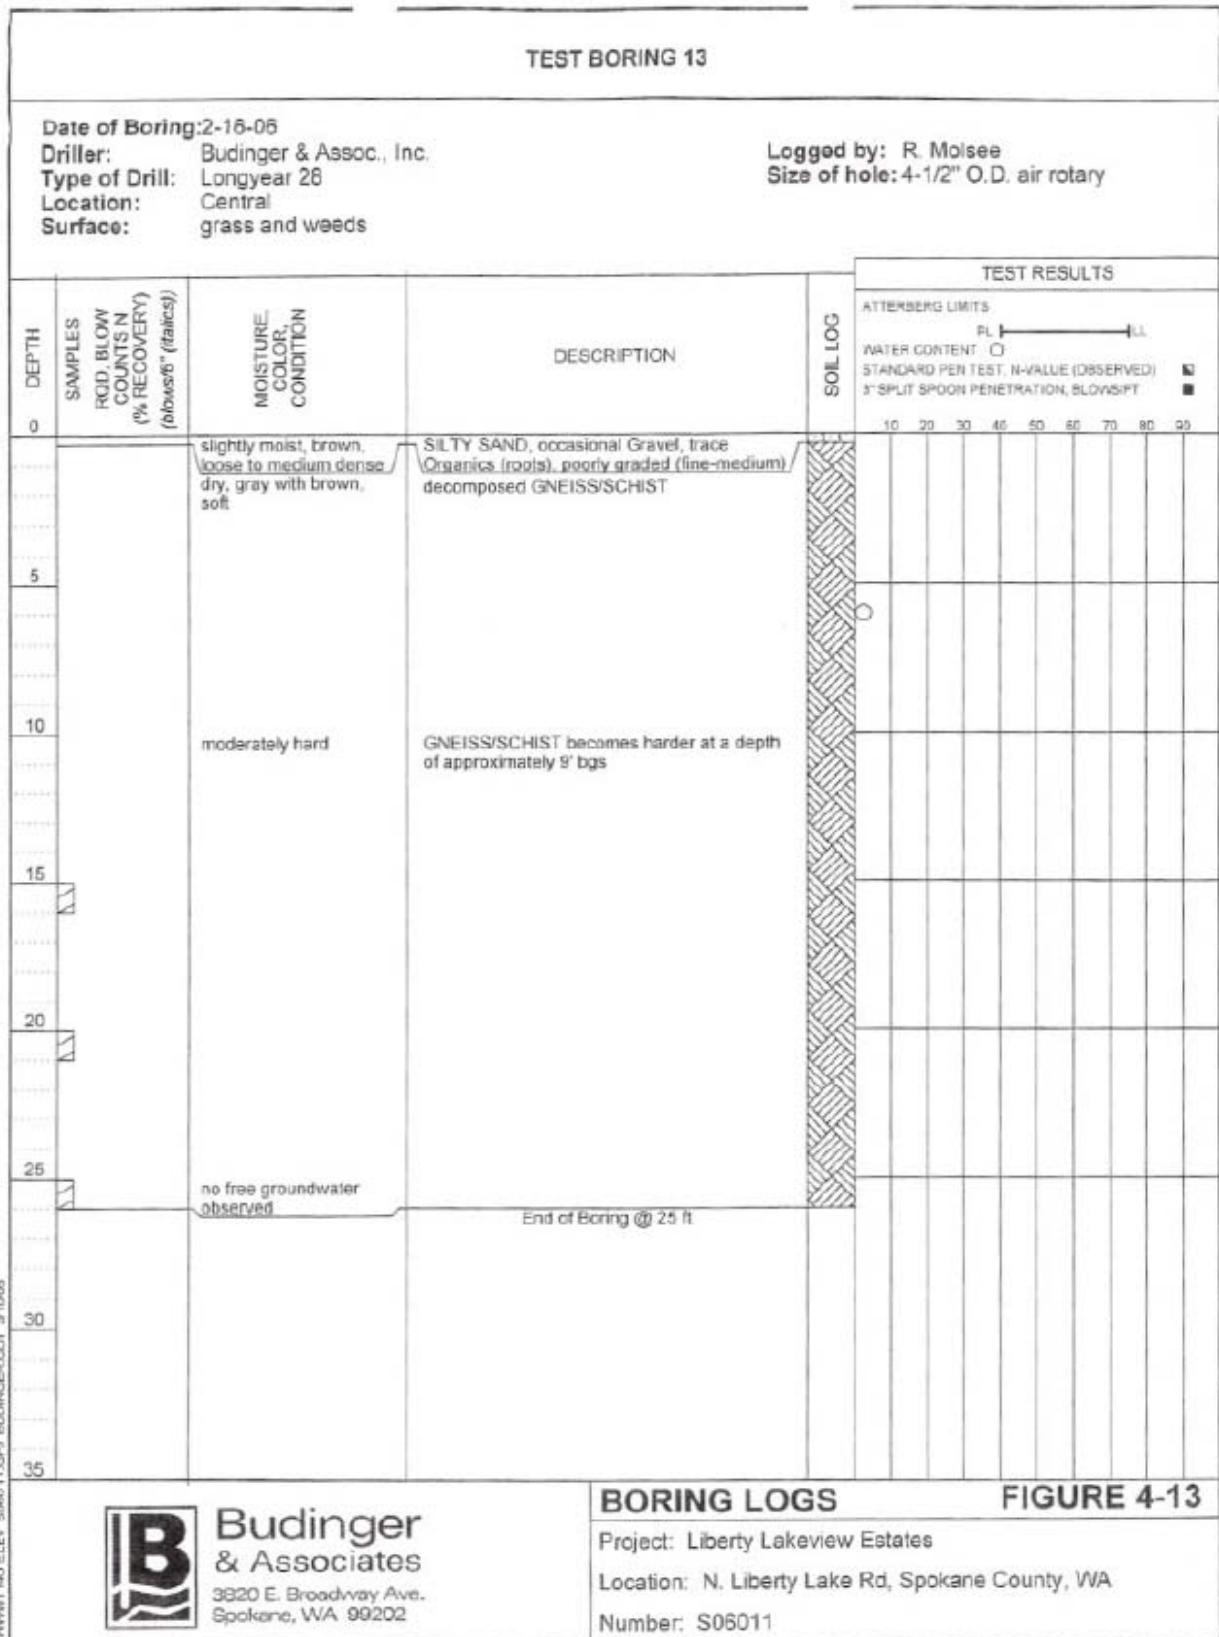 TEST BORING 13
Date of Boring:2-16-06
Driller: Budinger & Assoc., Inc.
Type of Drill: Longyear 28
Location: Central
Surface: grass and weeds
Logged by: R. Molsee
Size of hole: 4-1/2" O.D. air rotary
DEPTH
SAMPLES
RQD, BLOW
COUNTS N
(% RECOVERY)
(blows/6" (italics))
MOISTURE,
COLOR,
CONDITION
DESCRIPTION
SOIL LOG
TEST RESULTS
ATTERBERG LIMITS
PL LL
WATER CONTENT
STANDARD PEN TEST, N-VALUE (OBSERVED)
3" SPLIT SPOON PENETRATION, BLOWS/FT
10 20 30 40 50 60 70 80 90
0
slightly moist, brown,
loose to medium dense
SILTY SAND, occasional Gravel, trace
Organics (roots), poorly graded (fine-medium)
dry, gray with brown,
soft
decomposed GNEISS/SCHIST
5
10
moderately hard
GNEISS/SCHIST becomes harder at a depth
of approximately 9' bgs
15
20
25
no free groundwater
observed
End of Boring @ 25 ft
30
35
B
Budinger
& Associates
3820 E. Broadway Ave.
Spokane, WA 99202
BORING LOGS
FIGURE 4-13
Project: Liberty Lakeview Estates
Location: N. Liberty Lake Rd, Spokane County, WA
Number: S06011